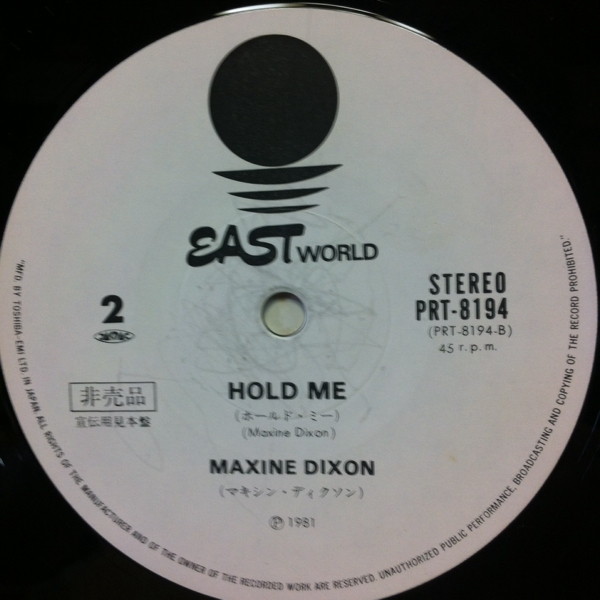 EAST WORLD
2
STEREO
PRT-8194
(PRT-8194-B)
45 r.p.m.
非売品
宣伝用見本盤
HOLD ME
(ホールド・ミー)
(Maxine Dixon)
MAXINE DIXON
(マキシン・ディクソン)
Ⓟ 1981
"MFD BY TOSHIBA-EMI LTD. IN JAPAN ALL RIGHTS OF THE MANUFACTURER AND OF THE OWNER OF THE RECORDED WORK ARE RESERVED. UNAUTHORIZED PUBLIC PERFORMANCE, BROADCASTING AND COPYING OF THE RECORD PROHIBITED."